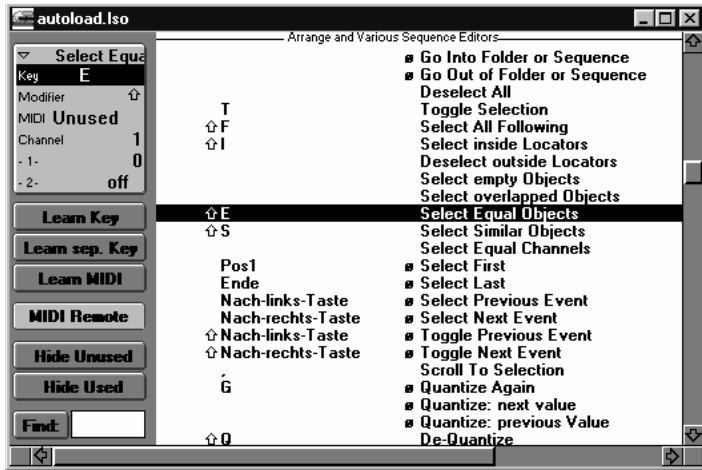 autoload.lso
Select Equa
Key E
Modifier ⇧
MIDI Unused
Channel 1
- 1- 0
- 2- off
Learn Key
Learn sep. Key
Learn MIDI
MIDI Remote
Hide Unused
Hide Used
Find:
Arrange and Various Sequence Editors
Go Into Folder or Sequence
Go Out of Folder or Sequence
Deselect All
T Toggle Selection
⇧F Select All Following
⇧I Select inside Locators
Deselect outside Locators
Select empty Objects
Select overlapped Objects
⇧E Select Equal Objects
⇧S Select Similar Objects
Select Equal Channels
Pos1 Select First
Ende Select Last
Nach-links-Taste Select Previous Event
Nach-rechts-Taste Select Next Event
⇧Nach-links-Taste Toggle Previous Event
⇧Nach-rechts-Taste Toggle Next Event
´ Scroll To Selection
G Quantize Again
Quantize: next value
Quantize: previous Value
⇧Q De-Quantize